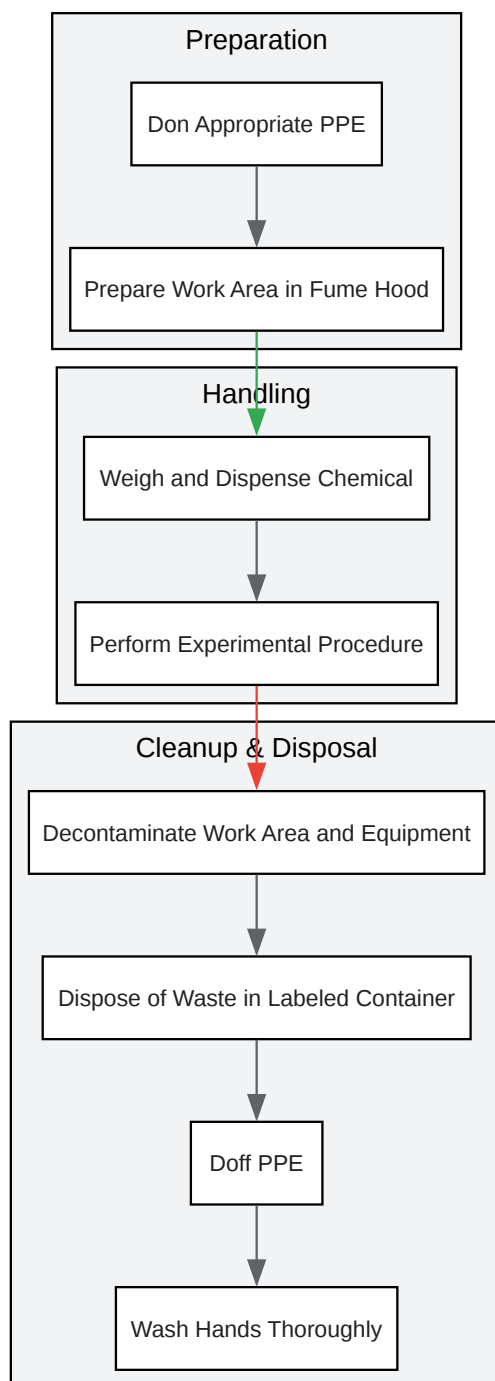 Preparation
Don Appropriate PPE
Prepare Work Area in Fume Hood
Handling
Weigh and Dispense Chemical
Perform Experimental Procedure
Cleanup & Disposal
Decontaminate Work Area and Equipment
Dispose of Waste in Labeled Container
Doff PPE
Wash Hands Thoroughly